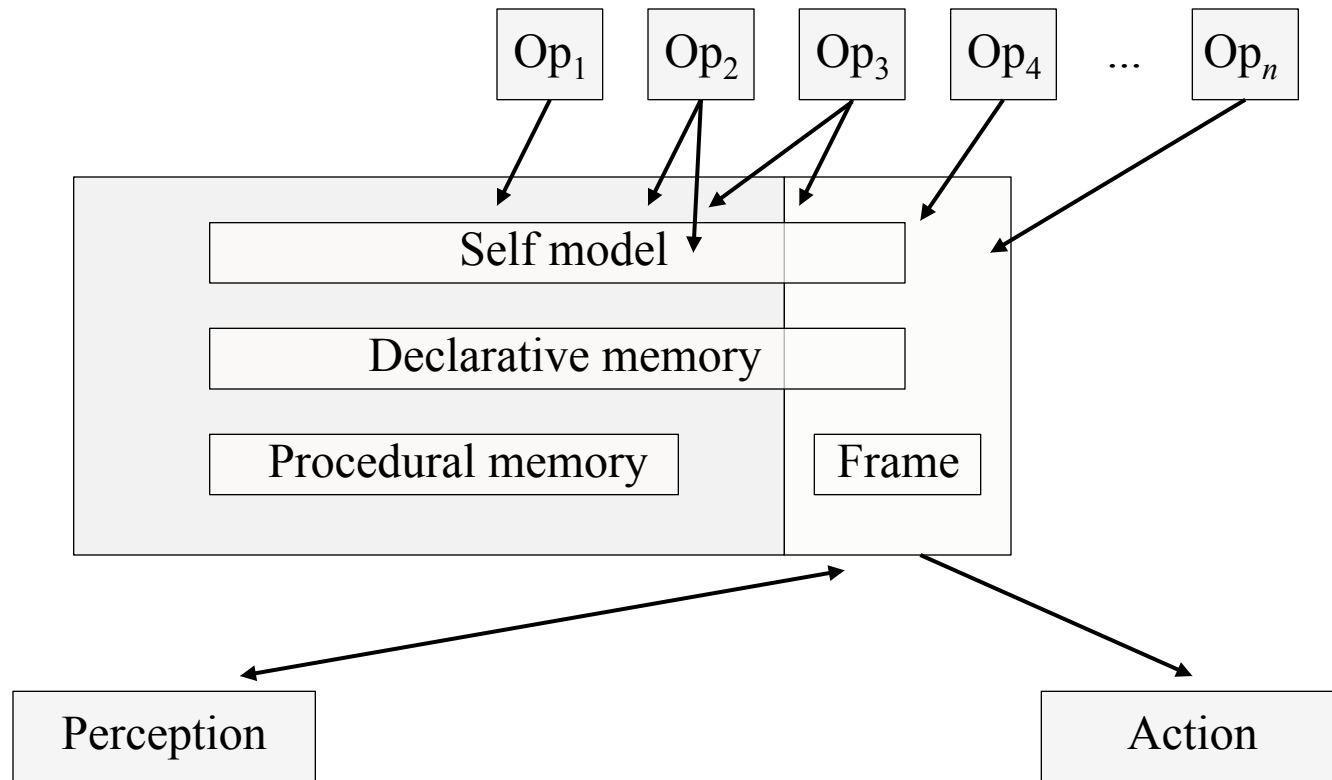 Op₁ Op₂ Op₃ Op₄ ... Opₙ
Self model
Declarative memory
Procedural memory Frame
Perception Action